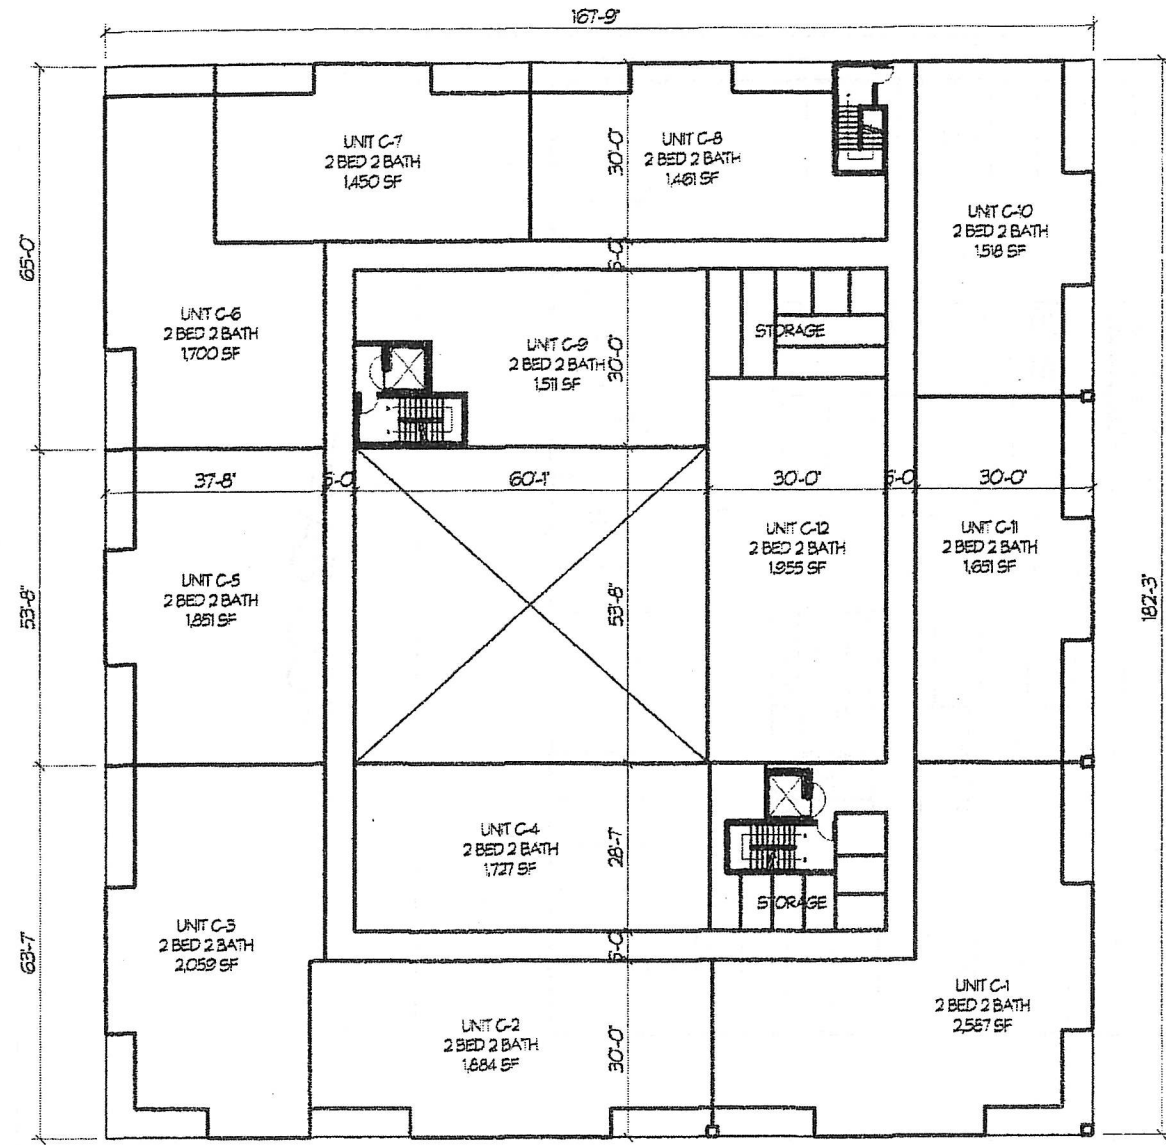 167'-9"
UNIT C-7
2 BED 2 BATH
1,450 SF
30'-0"
UNIT C-8
2 BED 2 BATH
1,461 SF
UNIT C-10
2 BED 2 BATH
1,518 SF
65'-0"
5'-0"
UNIT C-6
2 BED 2 BATH
1,700 SF
UNIT C-9
2 BED 2 BATH
1,511 SF
30'-0"
STORAGE
37'-8"
5'-0"
60'-1"
30'-0"
5'-0"
30'-0"
UNIT C-12
2 BED 2 BATH
1,955 SF
UNIT C-11
2 BED 2 BATH
1,651 SF
53'-8"
UNIT C-5
2 BED 2 BATH
1,851 SF
53'-8"
182'-3"
UNIT C-4
2 BED 2 BATH
1,727 SF
28'-7"
STORAGE
63'-7"
UNIT C-3
2 BED 2 BATH
2,059 SF
5'-0"
UNIT C-2
2 BED 2 BATH
1,884 SF
30'-0"
UNIT C-1
2 BED 2 BATH
2,587 SF